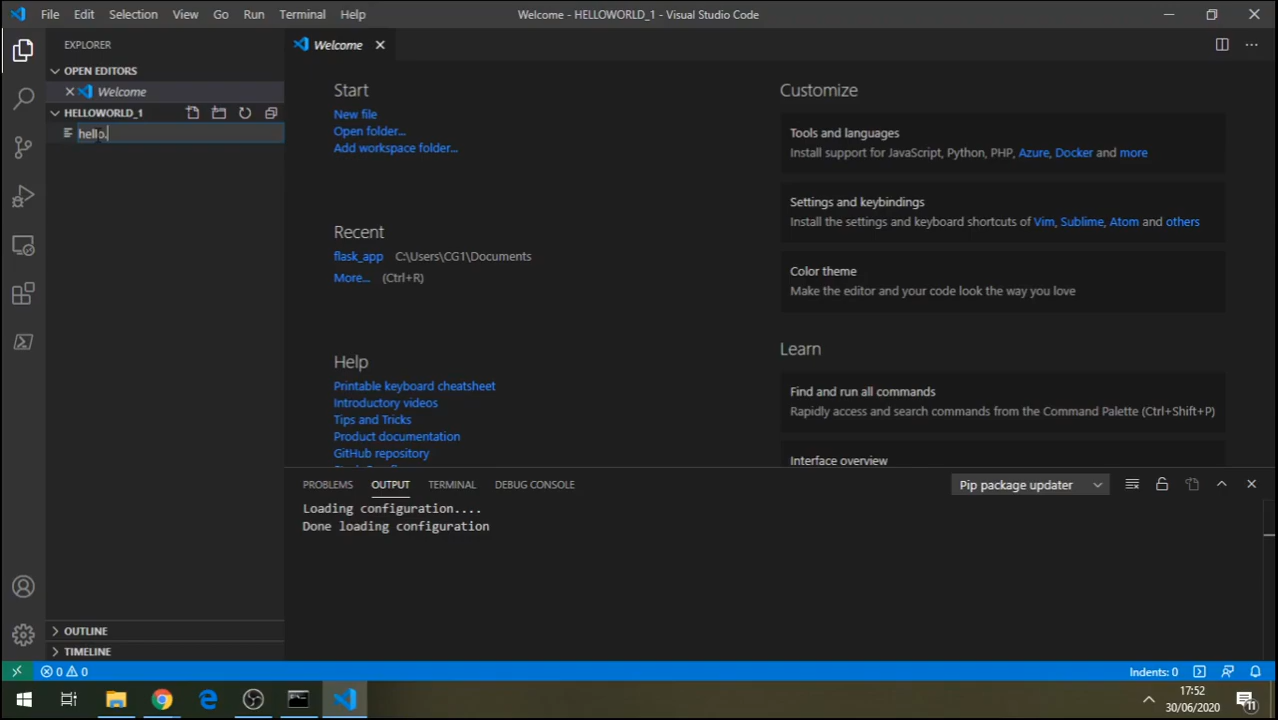 File Edit Selection View Go Run Terminal Help
Welcome - HELLOWORLD_1 - Visual Studio Code
EXPLORER
OPEN EDITORS
Welcome
HELLOWORLD_1
hello.
OUTLINE
TIMELINE
Welcome
Start
New file
Open folder...
Add workspace folder...
Recent
flask_app C:\Users\CG1\Documents
More... (Ctrl+R)
Help
Printable keyboard cheatsheet
Introductory videos
Tips and Tricks
Product documentation
GitHub repository
Customize
Tools and languages
Install support for JavaScript, Python, PHP, Azure, Docker and more
Settings and keybindings
Install the settings and keyboard shortcuts of Vim, Sublime, Atom and others
Color theme
Make the editor and your code look the way you love
Learn
Find and run all commands
Rapidly access and search commands from the Command Palette (Ctrl+Shift+P)
Interface overview
PROBLEMS OUTPUT TERMINAL DEBUG CONSOLE
Pip package updater
Loading configuration....
Done loading configuration
0 0
Indents: 0
17:52
30/06/2020
11